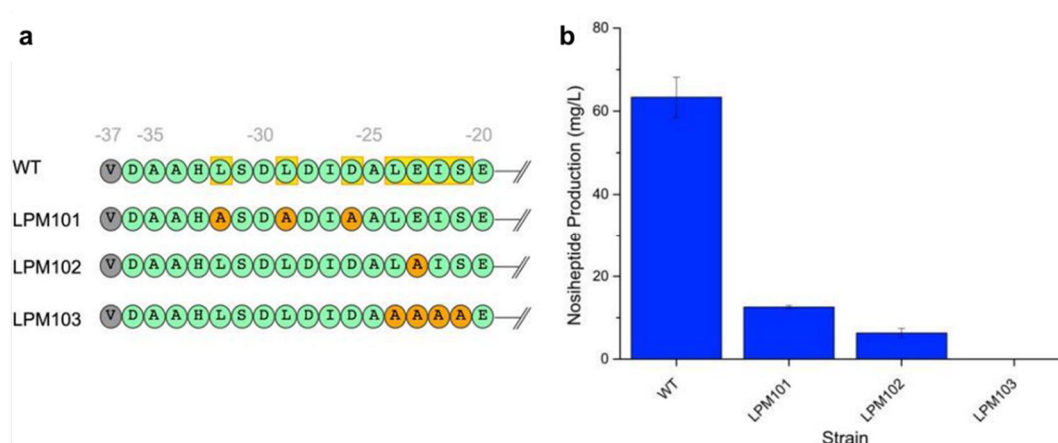 a
-37 -35 -30 -25 -20
WT V D A A H L S D L D I D A L E I S E
LPM101 V D A A H A S D A D I A A L E I S E
LPM102 V D A A H L S D L D I D A L A I S E
LPM103 V D A A H L S D L D I D A A A A A E
b
Nosiheptide Production (mg/L)
80
60
40
20
0
WT LPM101 LPM102 LPM103
Strain